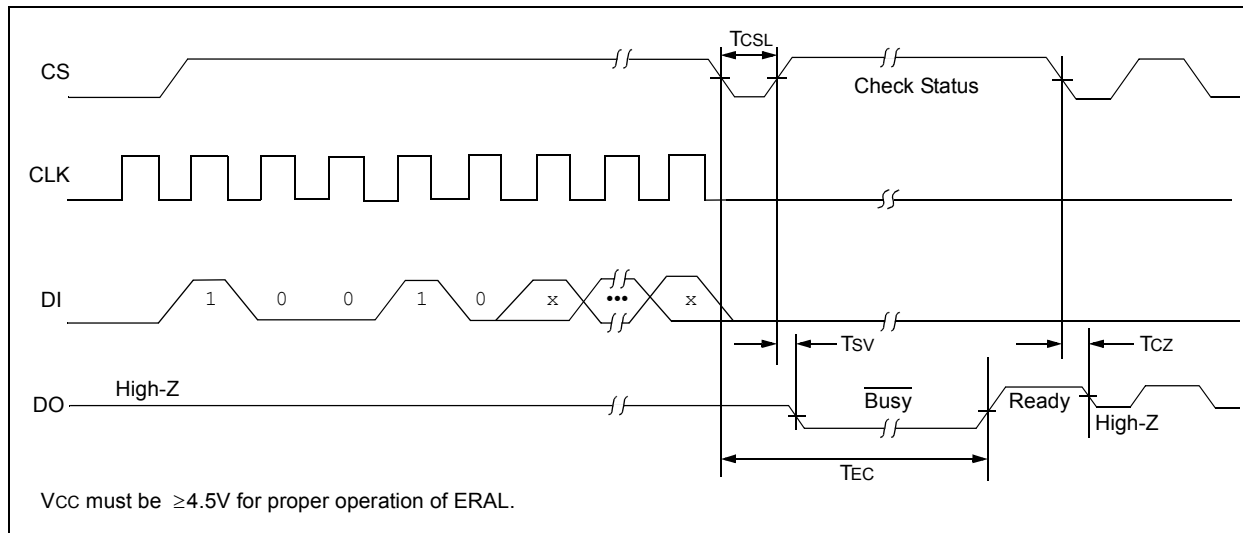 TCSL
CS
Check Status
CLK
DI
1 0 0 1 0 x ••• x
TSV
TCZ
High-Z
DO
Busy
Ready
High-Z
TEC
VCC must be ≥4.5V for proper operation of ERAL.